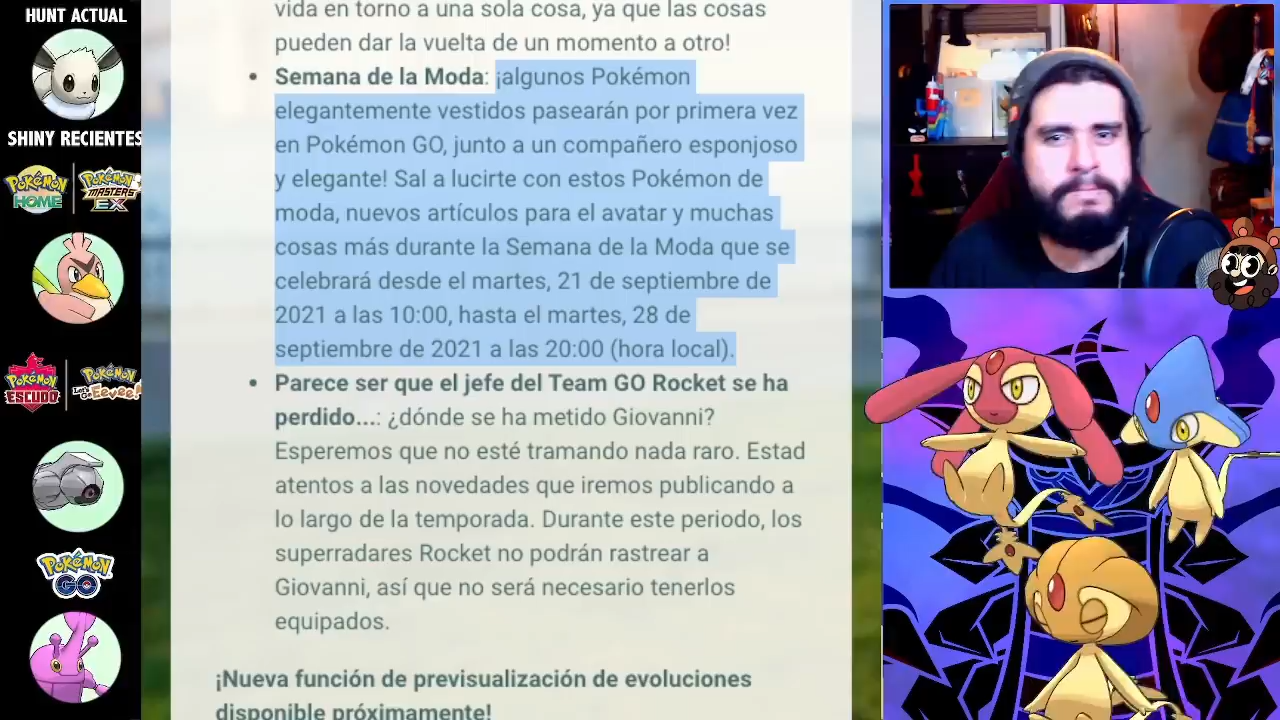 HUNT ACTUAL
SHINY RECIENTES
POKÉMON HOME
POKÉMON MASTERS EX
POKÉMON ESCUDO
POKÉMON Let's Go Eevee!
POKÉMON GO
vida en torno a una sola cosa, ya que las cosas
pueden dar la vuelta de un momento a otro!
• Semana de la Moda: ¡algunos Pokémon
elegantemente vestidos pasearán por primera vez
en Pokémon GO, junto a un compañero esponjoso
y elegante! Sal a lucirte con estos Pokémon de
moda, nuevos artículos para el avatar y muchas
cosas más durante la Semana de la Moda que se
celebrará desde el martes, 21 de septiembre de
2021 a las 10:00, hasta el martes, 28 de
septiembre de 2021 a las 20:00 (hora local).
• Parece ser que el jefe del Team GO Rocket se ha
perdido...: ¿dónde se ha metido Giovanni?
Esperemos que no esté tramando nada raro. Estad
atentos a las novedades que iremos publicando a
lo largo de la temporada. Durante este periodo, los
superradares Rocket no podrán rastrear a
Giovanni, así que no será necesario tenerlos
equipados.
¡Nueva función de previsualización de evoluciones
disponible próximamente!